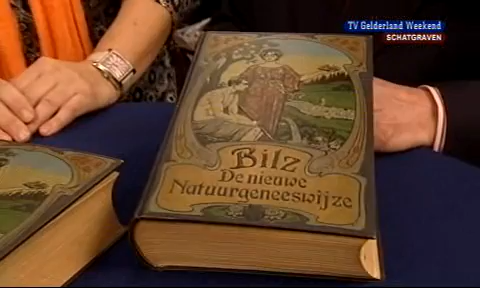 TV Gelderland Weekend
SCHATGRAVEN
Bilz
De nieuwe
Natuurgeneeswijze